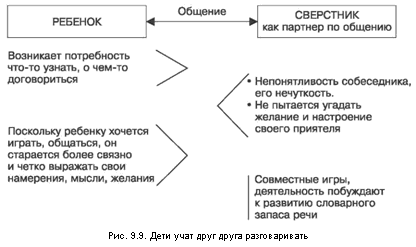 РЕБЕНОК
Общение
СВЕРСТНИК
как партнер по общению
Возникает потребность
что-то узнать, о чем-то
договориться
• Непонятливость собеседника,
его нечуткость.
• Не пытается угадать
желание и настроение
своего приятеля
Поскольку ребенку хочется
играть, общаться, он
старается более связно
и четко выражать свои
намерения, мысли, желания
Совместные игры,
деятельность побуждают
к развитию словарного
запаса речи
Рис. 9.9. Дети учат друг друга разговаривать